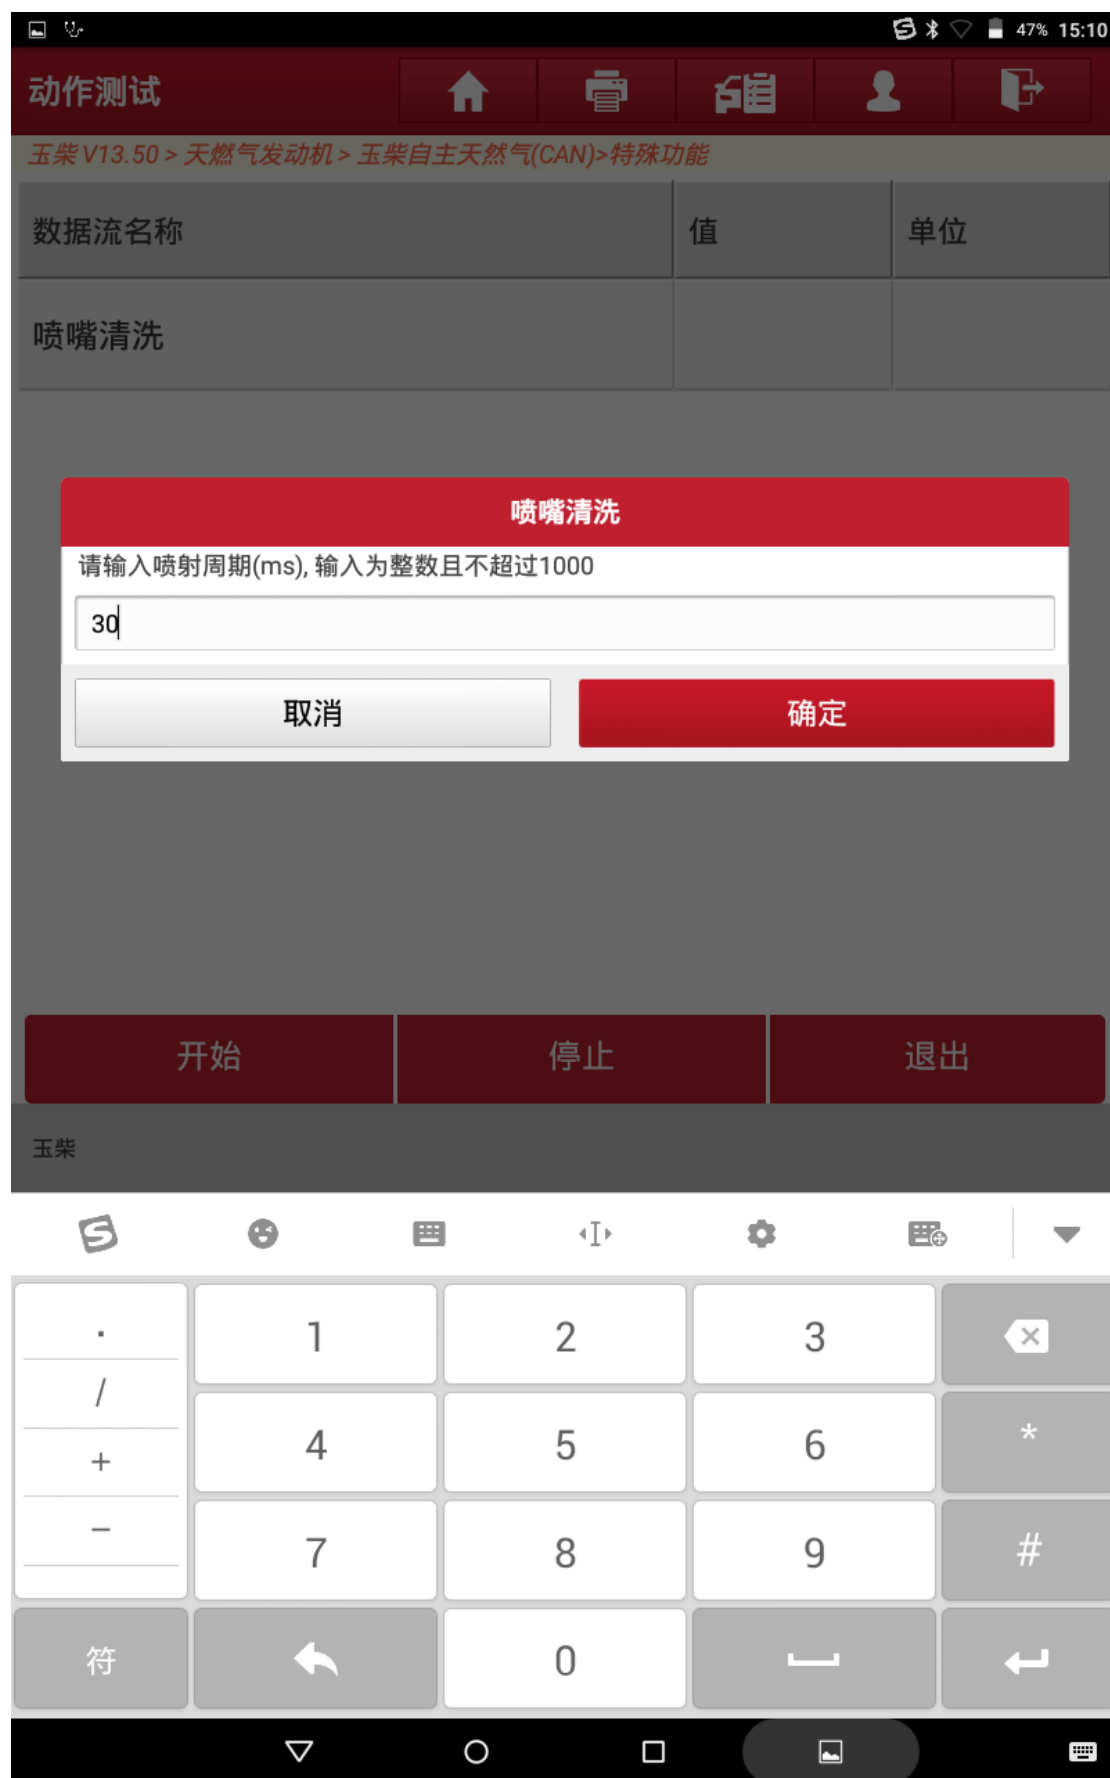 47% 15:10
动作测试
玉柴 V13.50 > 天燃气发动机 > 玉柴自主天然气(CAN)>特殊功能
数据流名称 值 单位
喷嘴清洗
喷嘴清洗
请输入喷射周期(ms), 输入为整数且不超过1000
30
取消 确定
开始 停止 退出
玉柴
. 1 2 3
/
+ 4 5 6 *
- 7 8 9 #
符 0